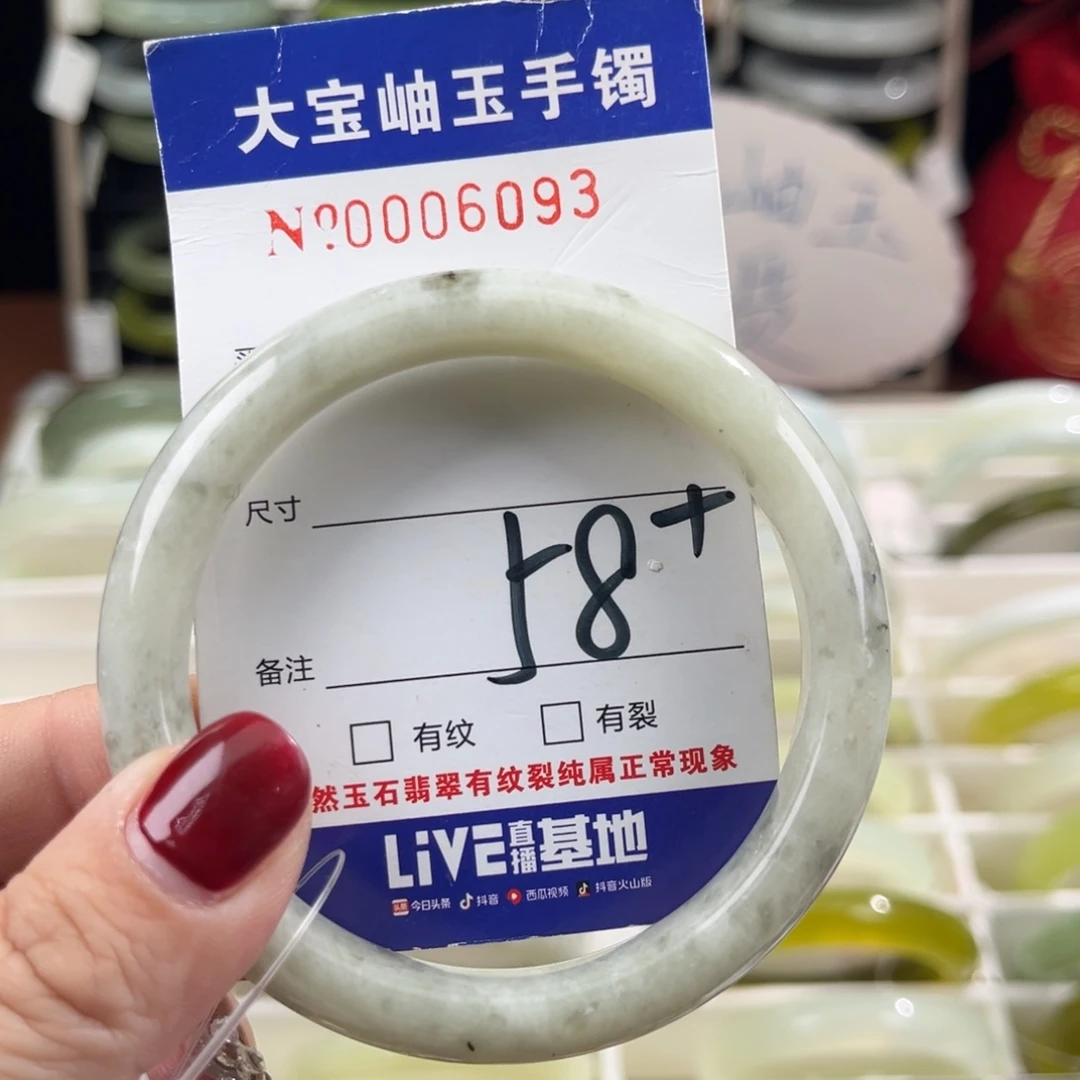 大宝岫玉手镯
Nº0006093
尺寸
58+
备注
有纹 有裂
然玉石翡翠有纹裂纯属正常现象
LiVE直播基地
头条 今日头条 抖音 西瓜视频 抖音火山版